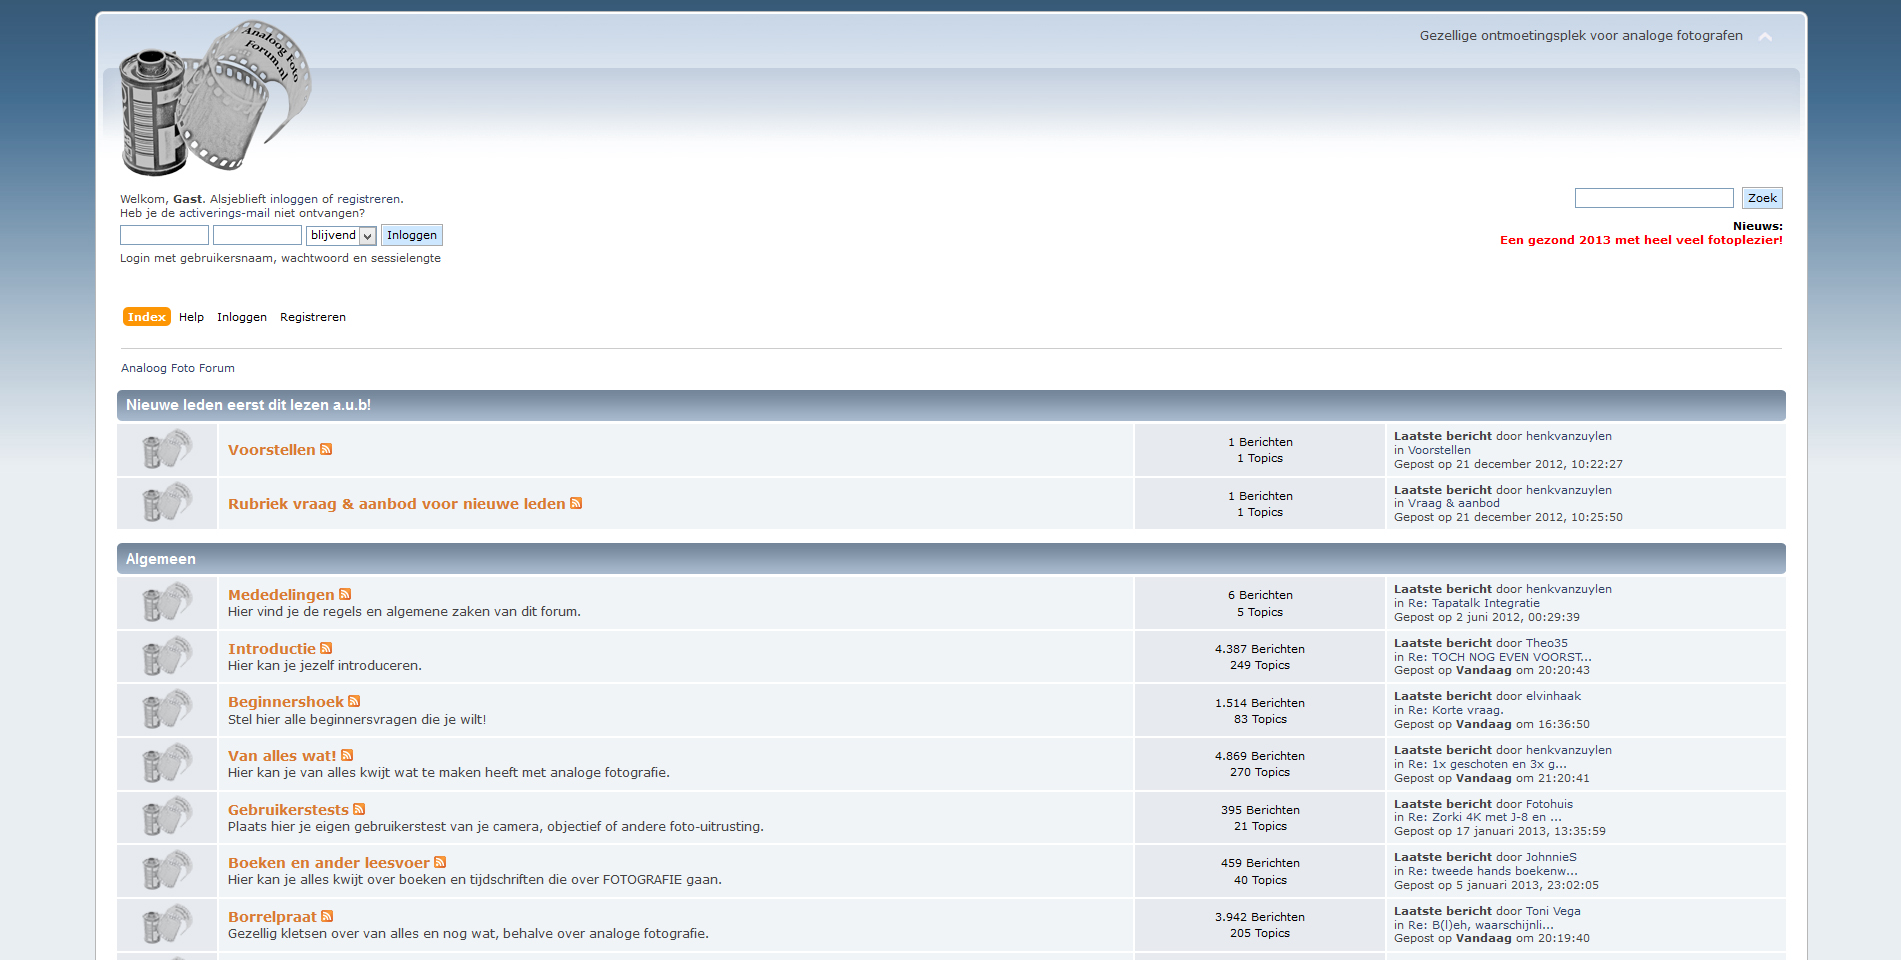 Analoog Foto
Forum.nl
Gezellige ontmoetingsplek voor analoge fotografen
Welkom, Gast. Alsjeblieft inloggen of registreren.
Heb je de activerings-mail niet ontvangen?
blijvend
Inloggen
Login met gebruikersnaam, wachtwoord en sessielengte
Zoek
Nieuws:
Een gezond 2013 met heel veel fotoplezier!
Index Help Inloggen Registreren
Analoog Foto Forum
Nieuwe leden eerst dit lezen a.u.b!
Voorstellen
1 Berichten
1 Topics
Laatste bericht door henkvanzuylen
in Voorstellen
Gepost op 21 december 2012, 10:22:27
Rubriek vraag & aanbod voor nieuwe leden
1 Berichten
1 Topics
Laatste bericht door henkvanzuylen
in Vraag & aanbod
Gepost op 21 december 2012, 10:25:50
Algemeen
Mededelingen
Hier vind je de regels en algemene zaken van dit forum.
6 Berichten
5 Topics
Laatste bericht door henkvanzuylen
in Re: Tapatalk Integratie
Gepost op 2 juni 2012, 00:29:39
Introductie
Hier kan je jezelf introduceren.
4.387 Berichten
249 Topics
Laatste bericht door Theo35
in Re: TOCH NOG EVEN VOORST...
Gepost op Vandaag om 20:20:43
Beginnershoek
Stel hier alle beginnersvragen die je wilt!
1.514 Berichten
83 Topics
Laatste bericht door elvinhaak
in Re: Korte vraag.
Gepost op Vandaag om 16:36:50
Van alles wat!
Hier kan je van alles kwijt wat te maken heeft met analoge fotografie.
4.869 Berichten
270 Topics
Laatste bericht door henkvanzuylen
in Re: 1x geschoten en 3x g...
Gepost op Vandaag om 21:20:41
Gebruikerstests
Plaats hier je eigen gebruikerstest van je camera, objectief of andere foto-uitrusting.
395 Berichten
21 Topics
Laatste bericht door Fotohuis
in Re: Zorki 4K met J-8 en ...
Gepost op 17 januari 2013, 13:35:59
Boeken en ander leesvoer
Hier kan je alles kwijt over boeken en tijdschriften die over FOTOGRAFIE gaan.
459 Berichten
40 Topics
Laatste bericht door JohnnieS
in Re: tweede hands boekenw...
Gepost op 5 januari 2013, 23:02:05
Borrelpraat
Gezellig kletsen over van alles en nog wat, behalve over analoge fotografie.
3.942 Berichten
205 Topics
Laatste bericht door Toni Vega
in Re: B(l)eh, waarschijnli...
Gepost op Vandaag om 20:19:40